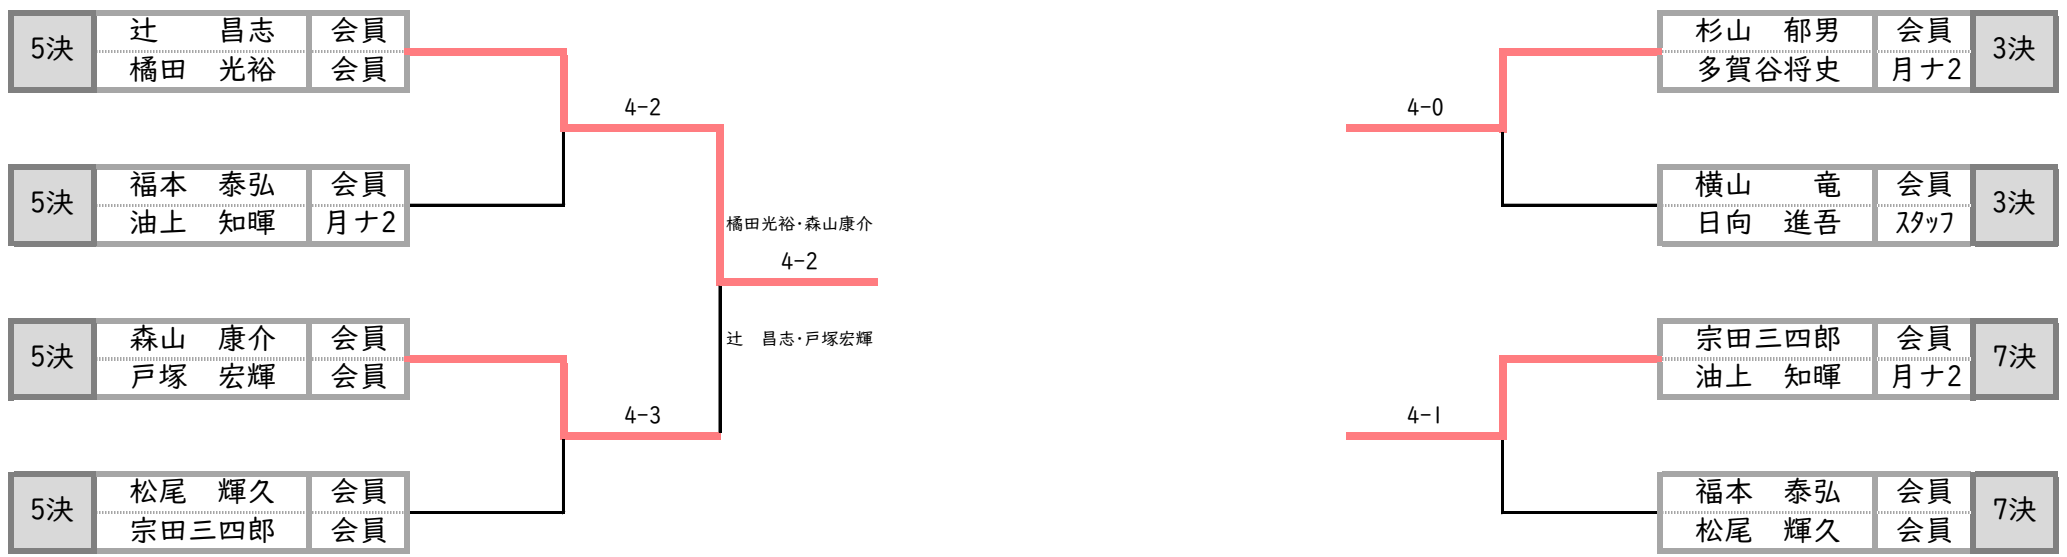 5決
辻　　昌志 会員
橘田　光裕 会員
4-2
5決
福本　泰弘 会員
油上　知暉 月ナ2
橘田光裕･森山康介
4-2
辻　昌志･戸塚宏輝
5決
森山　康介 会員
戸塚　宏輝 会員
4-3
5決
松尾　輝久 会員
宗田三四郎 会員
杉山　郁男 会員
多賀谷将史 月ナ2
3決
4-0
横山　　竜 会員
日向　進吾 ｽﾀｯﾌ
3決
宗田三四郎 会員
油上　知暉 月ナ2
7決
4-1
福本　泰弘 会員
松尾　輝久 会員
7決